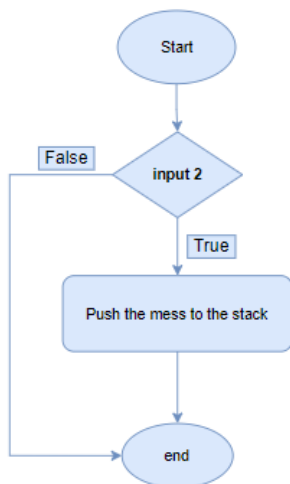 Start
False
input 2
True
Push the mess to the stack
end